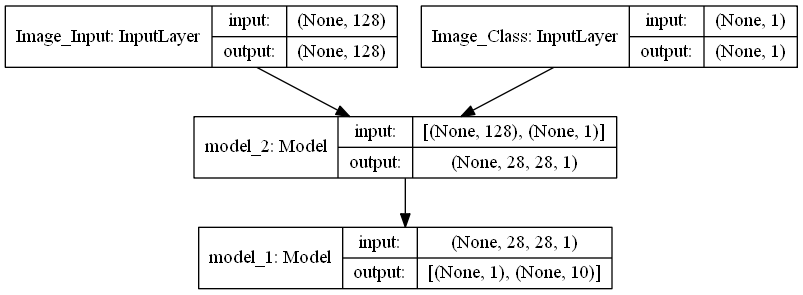 Image_Input: InputLayer
input: (None, 128)
output: (None, 128)
Image_Class: InputLayer
input: (None, 1)
output: (None, 1)
model_2: Model
input: [(None, 128), (None, 1)]
output: (None, 28, 28, 1)
model_1: Model
input: (None, 28, 28, 1)
output: [(None, 1), (None, 10)]